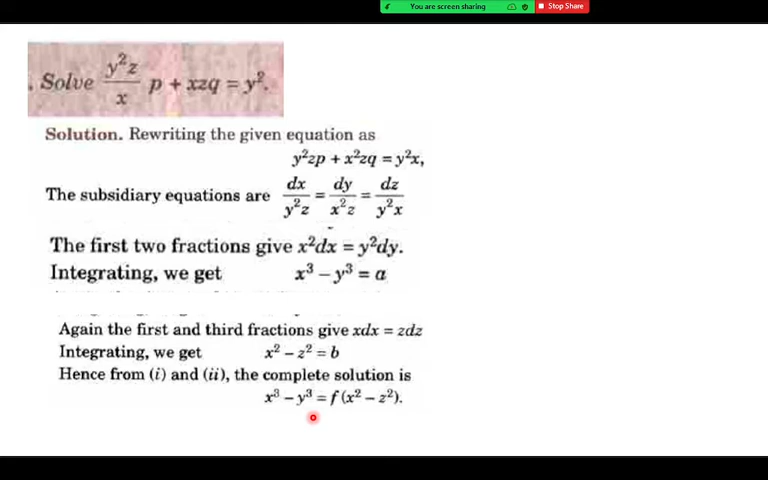 You are screen sharing
Stop Share
. Solve y²z/x p + xzq = y².
Solution. Rewriting the given equation as
y²zp + x²zq = y²x,
The subsidiary equations are dx/y²z = dy/x²z = dz/y²x
The first two fractions give x²dx = y²dy.
Integrating, we get x³ – y³ = a
Again the first and third fractions give xdx = zdz
Integrating, we get x² – z² = b
Hence from (i) and (ii), the complete solution is
x³ – y³ = f (x² – z²).